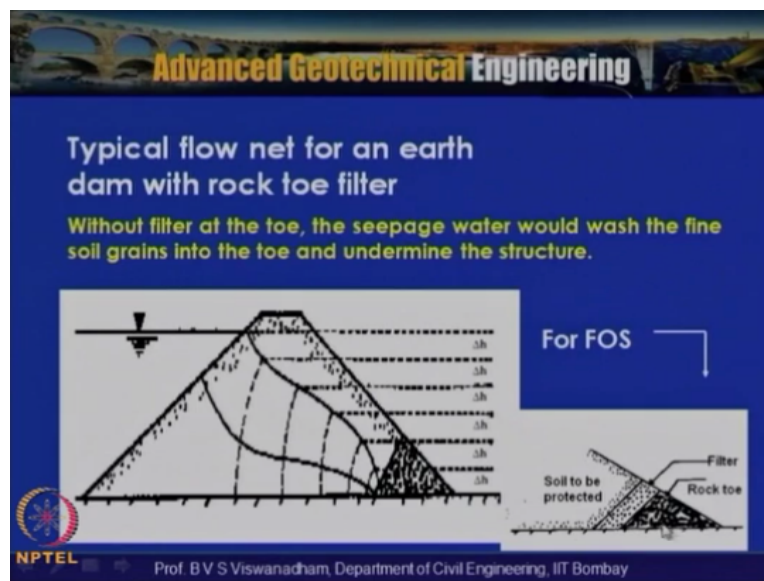 Advanced Geotechnical Engineering
Typical flow net for an earth
dam with rock toe filter
Without filter at the toe, the seepage water would wash the fine
soil grains into the toe and undermine the structure.
Δh
Δh
Δh
Δh
Δh
Δh
For FOS
Filter
Soil to be
protected
Rock toe
NPTEL
Prof. B V S Viswanadham, Department of Civil Engineering, IIT Bombay